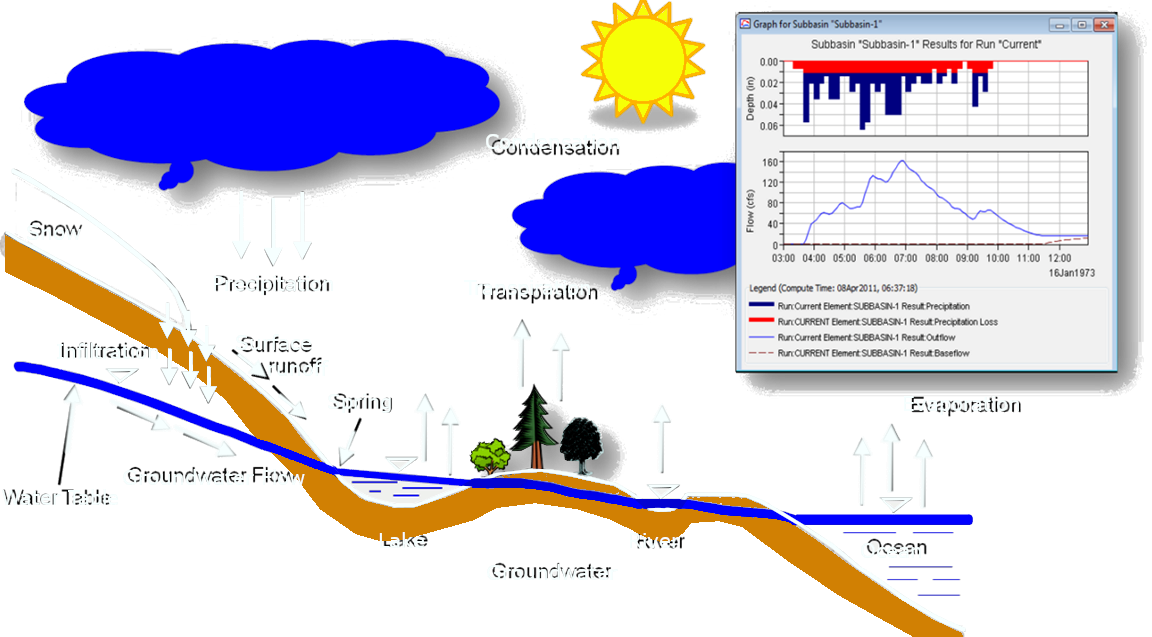 Graph for Subbasin "Subbasin-1"
Subbasin "Subbasin-1" Results for Run "Current"
Depth (in)
0.00
0.02
0.04
0.06
Flow (cfs)
160
120
80
40
0
03:00 04:00 05:00 06:00 07:00 08:00 09:00 10:00 11:00 12:00
16Jan1973
Legend (Compute Time: 08Apr2011, 06:37:18)
Run:Current Element:SUBBASIN-1 Result:Precipitation
Run:CURRENT Element:SUBBASIN-1 Result:Precipitation Loss
Run:Current Element:SUBBASIN-1 Result:Outflow
Run:CURRENT Element:SUBBASIN-1 Result:Baseflow
Condensation
Snow
Precipitation
Transpiration
Infiltration
Surface
runoff
Spring
Evaporation
Groundwater Flow
Water Table
Lake
River
Ocean
Groundwater